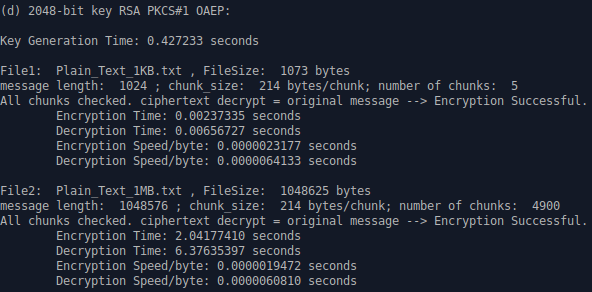 (d) 2048-bit key RSA PKCS#1 OAEP:
Key Generation Time: 0.427233 seconds
File1:  Plain_Text_1KB.txt , FileSize:  1073 bytes
message length:  1024 ; chunk_size:  214 bytes/chunk; number of chunks:  5
All chunks checked. ciphertext decrypt = original message --> Encryption Successful.
Encryption Time: 0.00237335 seconds
Decryption Time: 0.00656727 seconds
Encryption Speed/byte: 0.0000023177 seconds
Decryption Speed/byte: 0.0000064133 seconds
File2:  Plain_Text_1MB.txt , FileSize:  1048625 bytes
message length:  1048576 ; chunk_size:  214 bytes/chunk; number of chunks:  4900
All chunks checked. ciphertext decrypt = original message --> Encryption Successful.
Encryption Time: 2.04177410 seconds
Decryption Time: 6.37635397 seconds
Encryption Speed/byte: 0.0000019472 seconds
Decryption Speed/byte: 0.0000060810 seconds